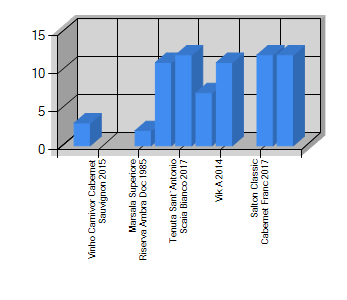 15
10
5
0
Vinho Carnivor Cabernet
Sauvignon 2015
Marsala Superiore
Riserva Ambra Doc 1985
Tenuta Sant´Antonio
Scaia Bianco 2017
Vik A 2014
Salton Classic
Cabernet Franc 2017